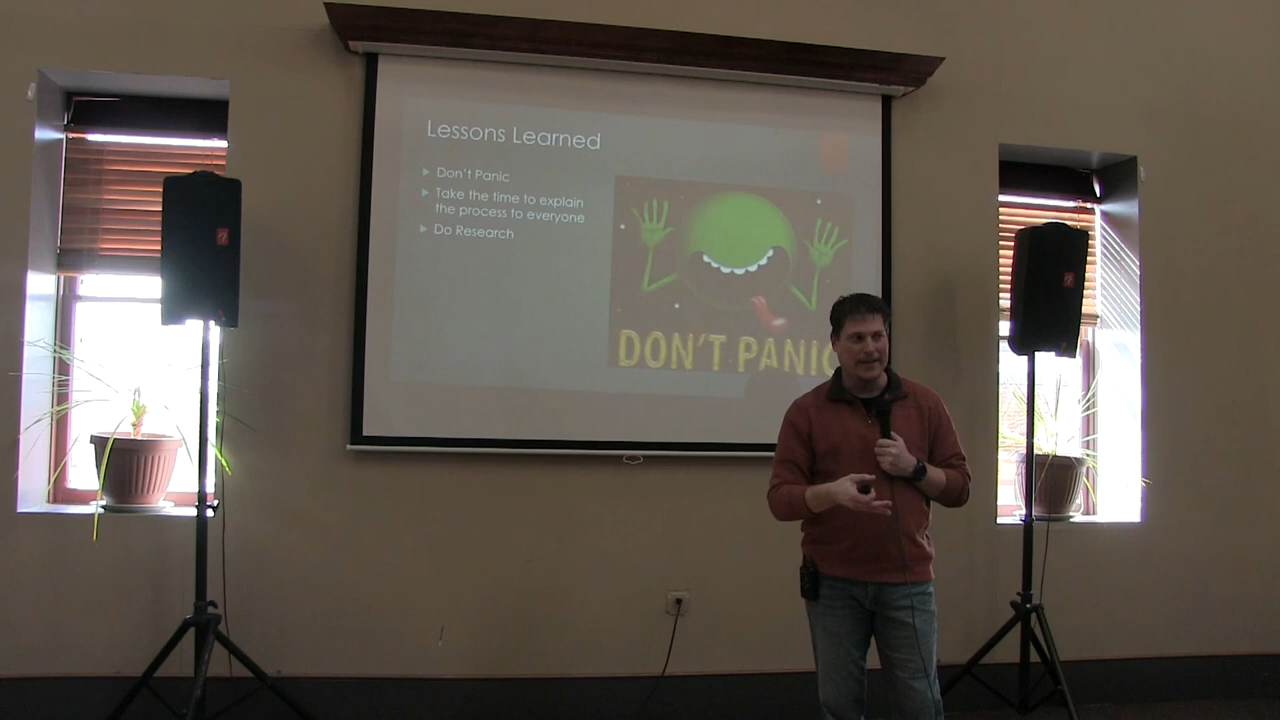 Lessons Learned
Don't Panic
Take the time to explain
the process to everyone
Do Research
DON'T PANIC